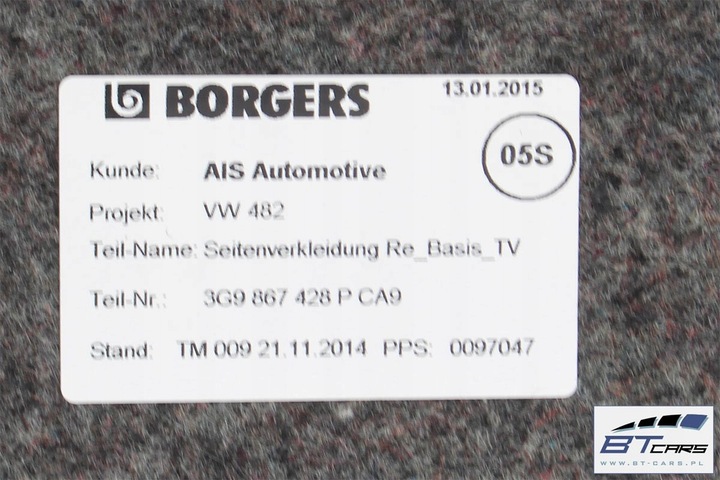 BORGERS
13.01.2015
05S
Kunde: AIS Automotive
Projekt: VW 482
Teil-Name: Seitenverkleidung Re_Basis_TV
Teil-Nr.: 3G9 867 428 P CA9
Stand: TM 009 21.11.2014 PPS: 0097047
BT CARS
WWW.BT-CARS.PL